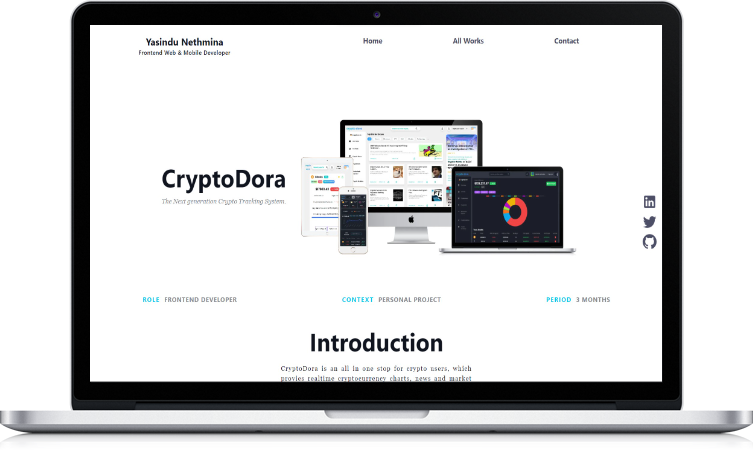 Yasindu Nethmina
Frontend Web & Mobile Developer
Home
All Works
Contact
CryptoDora
The Next generation Crypto Tracking System.
ROLE FRONTEND DEVELOPER
CONTEXT PERSONAL PROJECT
PERIOD 3 MONTHS
Introduction
CryptoDora is an all in one stop for crypto users, which
provies realtime cryptocurrency charts, news and market